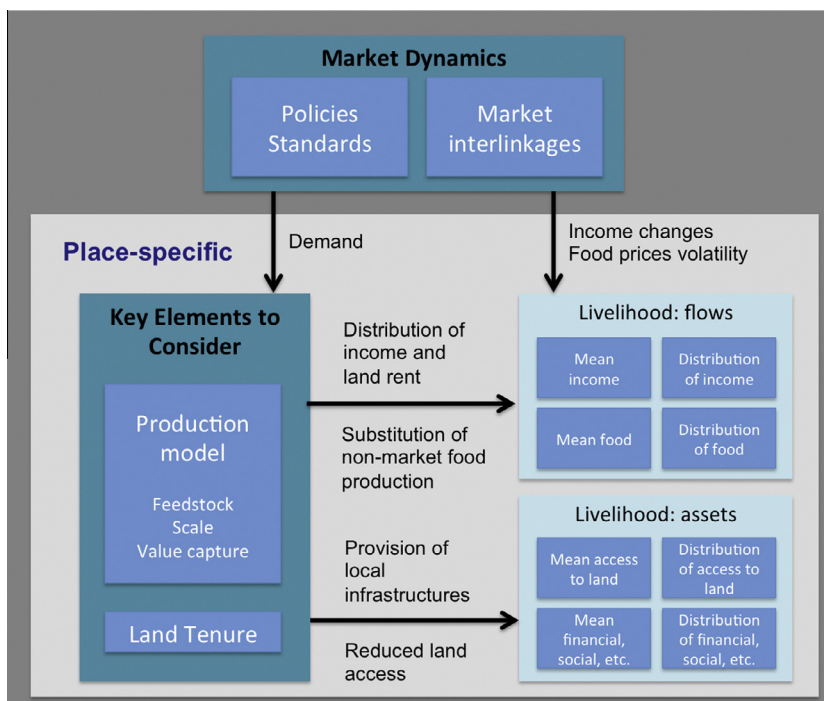 Market Dynamics
Policies
Standards
Market
interlinkages
Demand
Income changes
Food prices volatility
Place-specific
Key Elements to
Consider
Production
model
Feedstock
Scale
Value capture
Land Tenure
Distribution of
income and
land rent
Substitution of
non-market food
production
Provision of
local
infrastructures
Reduced land
access
Livelihood: flows
Mean
income
Distribution
of income
Mean food
Distribution
of food
Livelihood: assets
Mean access
to land
Distribution
of access to
land
Mean
financial,
social, etc.
Distribution
of financial,
social, etc.